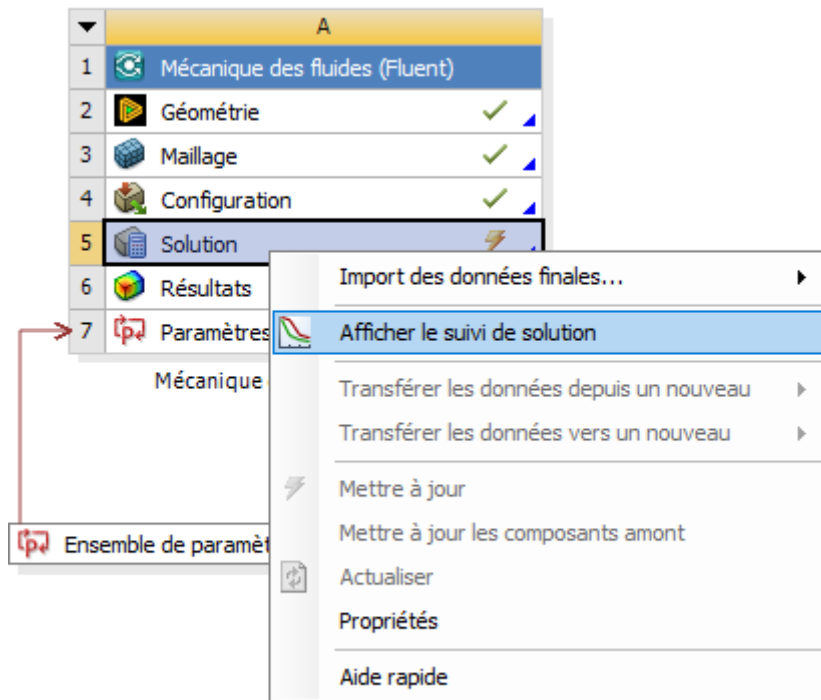 A
1 Mécanique des fluides (Fluent)
2 Géométrie
3 Maillage
4 Configuration
5 Solution
6 Résultats
7 Paramètres
Mécanique
Ensemble de paramèt
Import des données finales...
Afficher le suivi de solution
Transférer les données depuis un nouveau
Transférer les données vers un nouveau
Mettre à jour
Mettre à jour les composants amont
Actualiser
Propriétés
Aide rapide